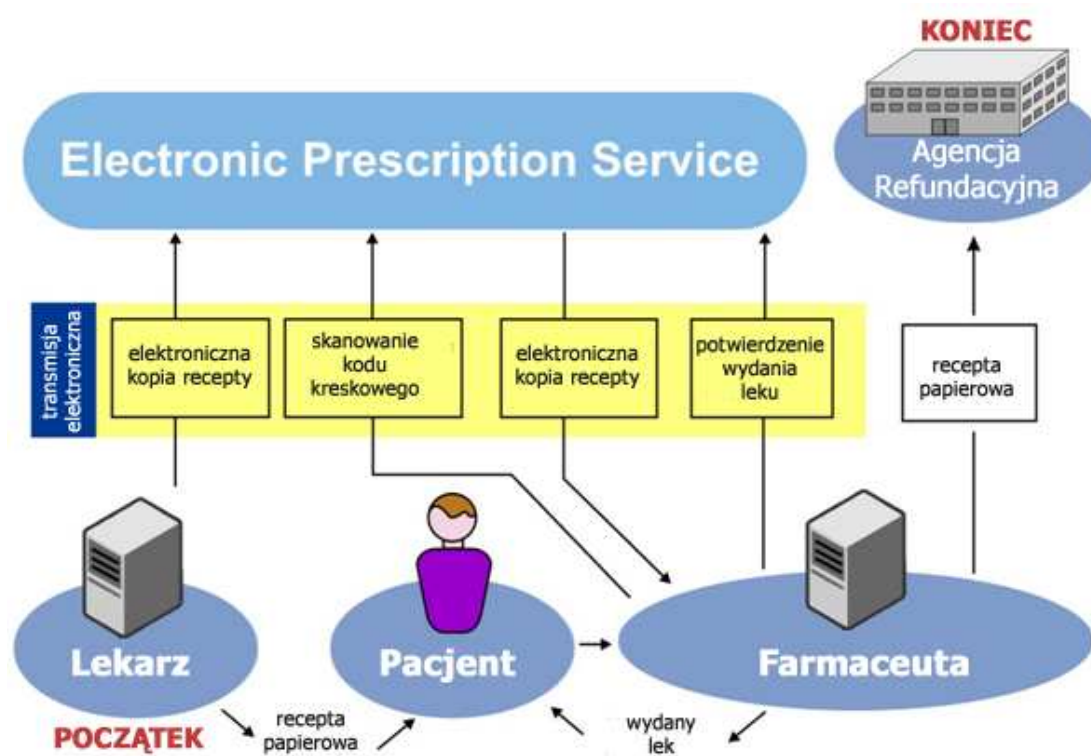 KONIEC
Agencja
Refundacyjna
Electronic Prescription Service
transmisja
elektroniczna
elektroniczna
kopia recepty
skanowanie
kodu
kreskowego
elektroniczna
kopia recepty
potwierdzenie
wydania
leku
recepta
papierowa
Lekarz
Pacjent
Farmaceuta
POCZĄTEK
recepta
papierowa
wydany
lek